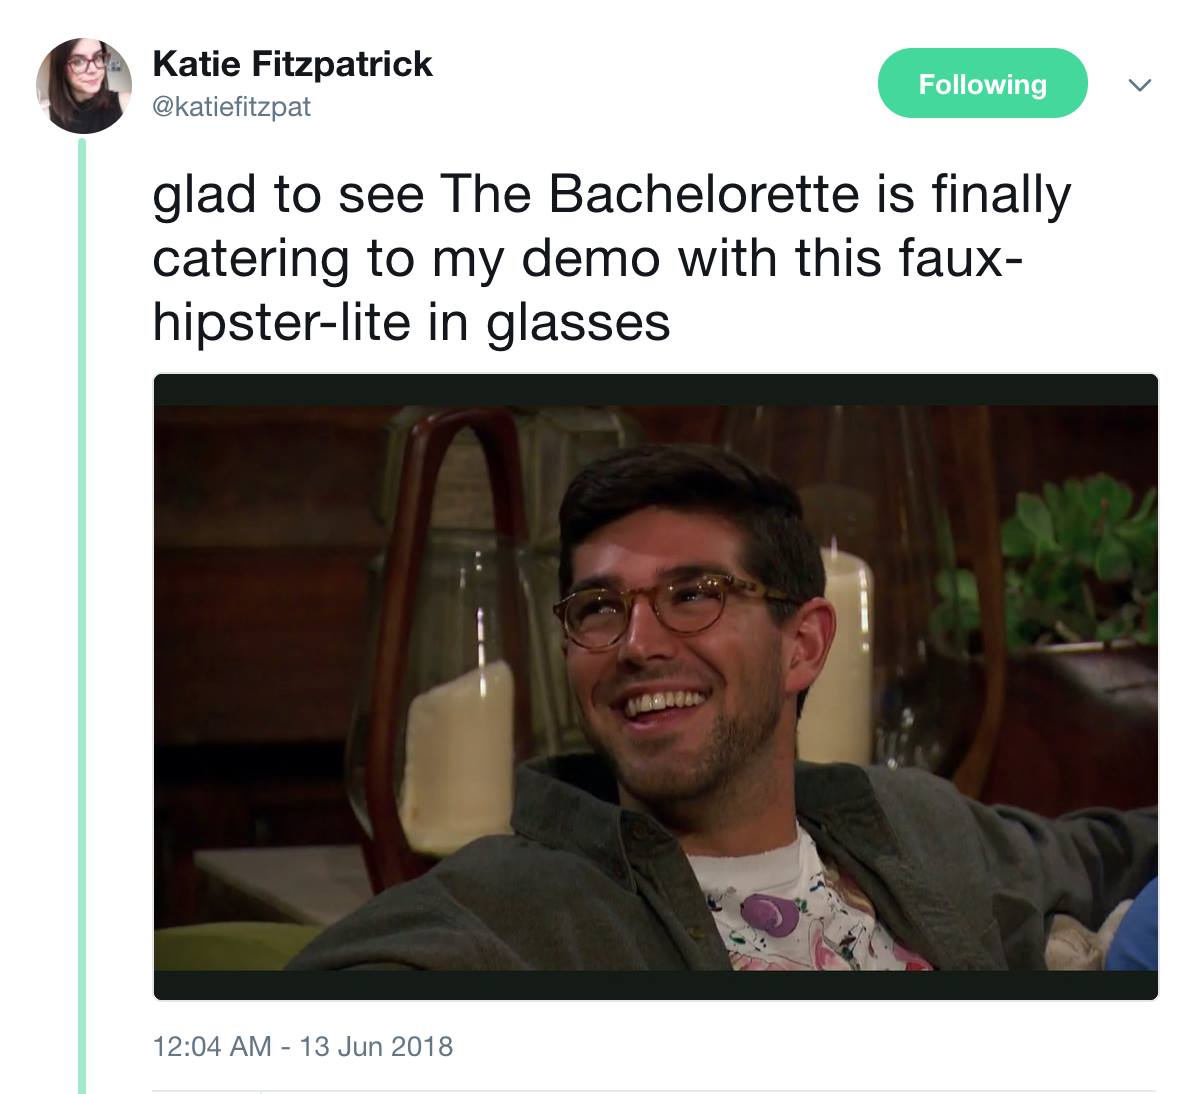 Katie Fitzpatrick
@katiefitzpat
Following
glad to see The Bachelorette is finally
catering to my demo with this faux-
hipster-lite in glasses
12:04 AM - 13 Jun 2018